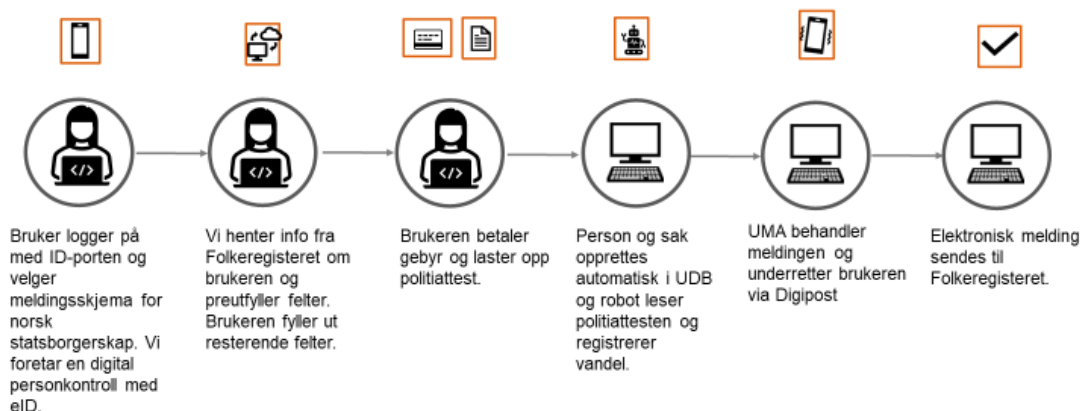 Bruker logger på
med ID-porten og
velger
meldingsskjema for
norsk
statsborgerskap. Vi
foretar en digital
personkontroll med
eID.
Vi henter info fra
Folkeregisteret om
brukeren og
preutfyller felter.
Brukeren fyller ut
resterende felter.
Brukeren betaler
gebyr og laster opp
politiattest.
Person og sak
opprettes
automatisk i UDB
og robot leser
politiattesten og
registrerer
vandel.
UMA behandler
meldingen og
underretter brukeren
via Digipost
Elektronisk melding
sendes til
Folkeregisteret.